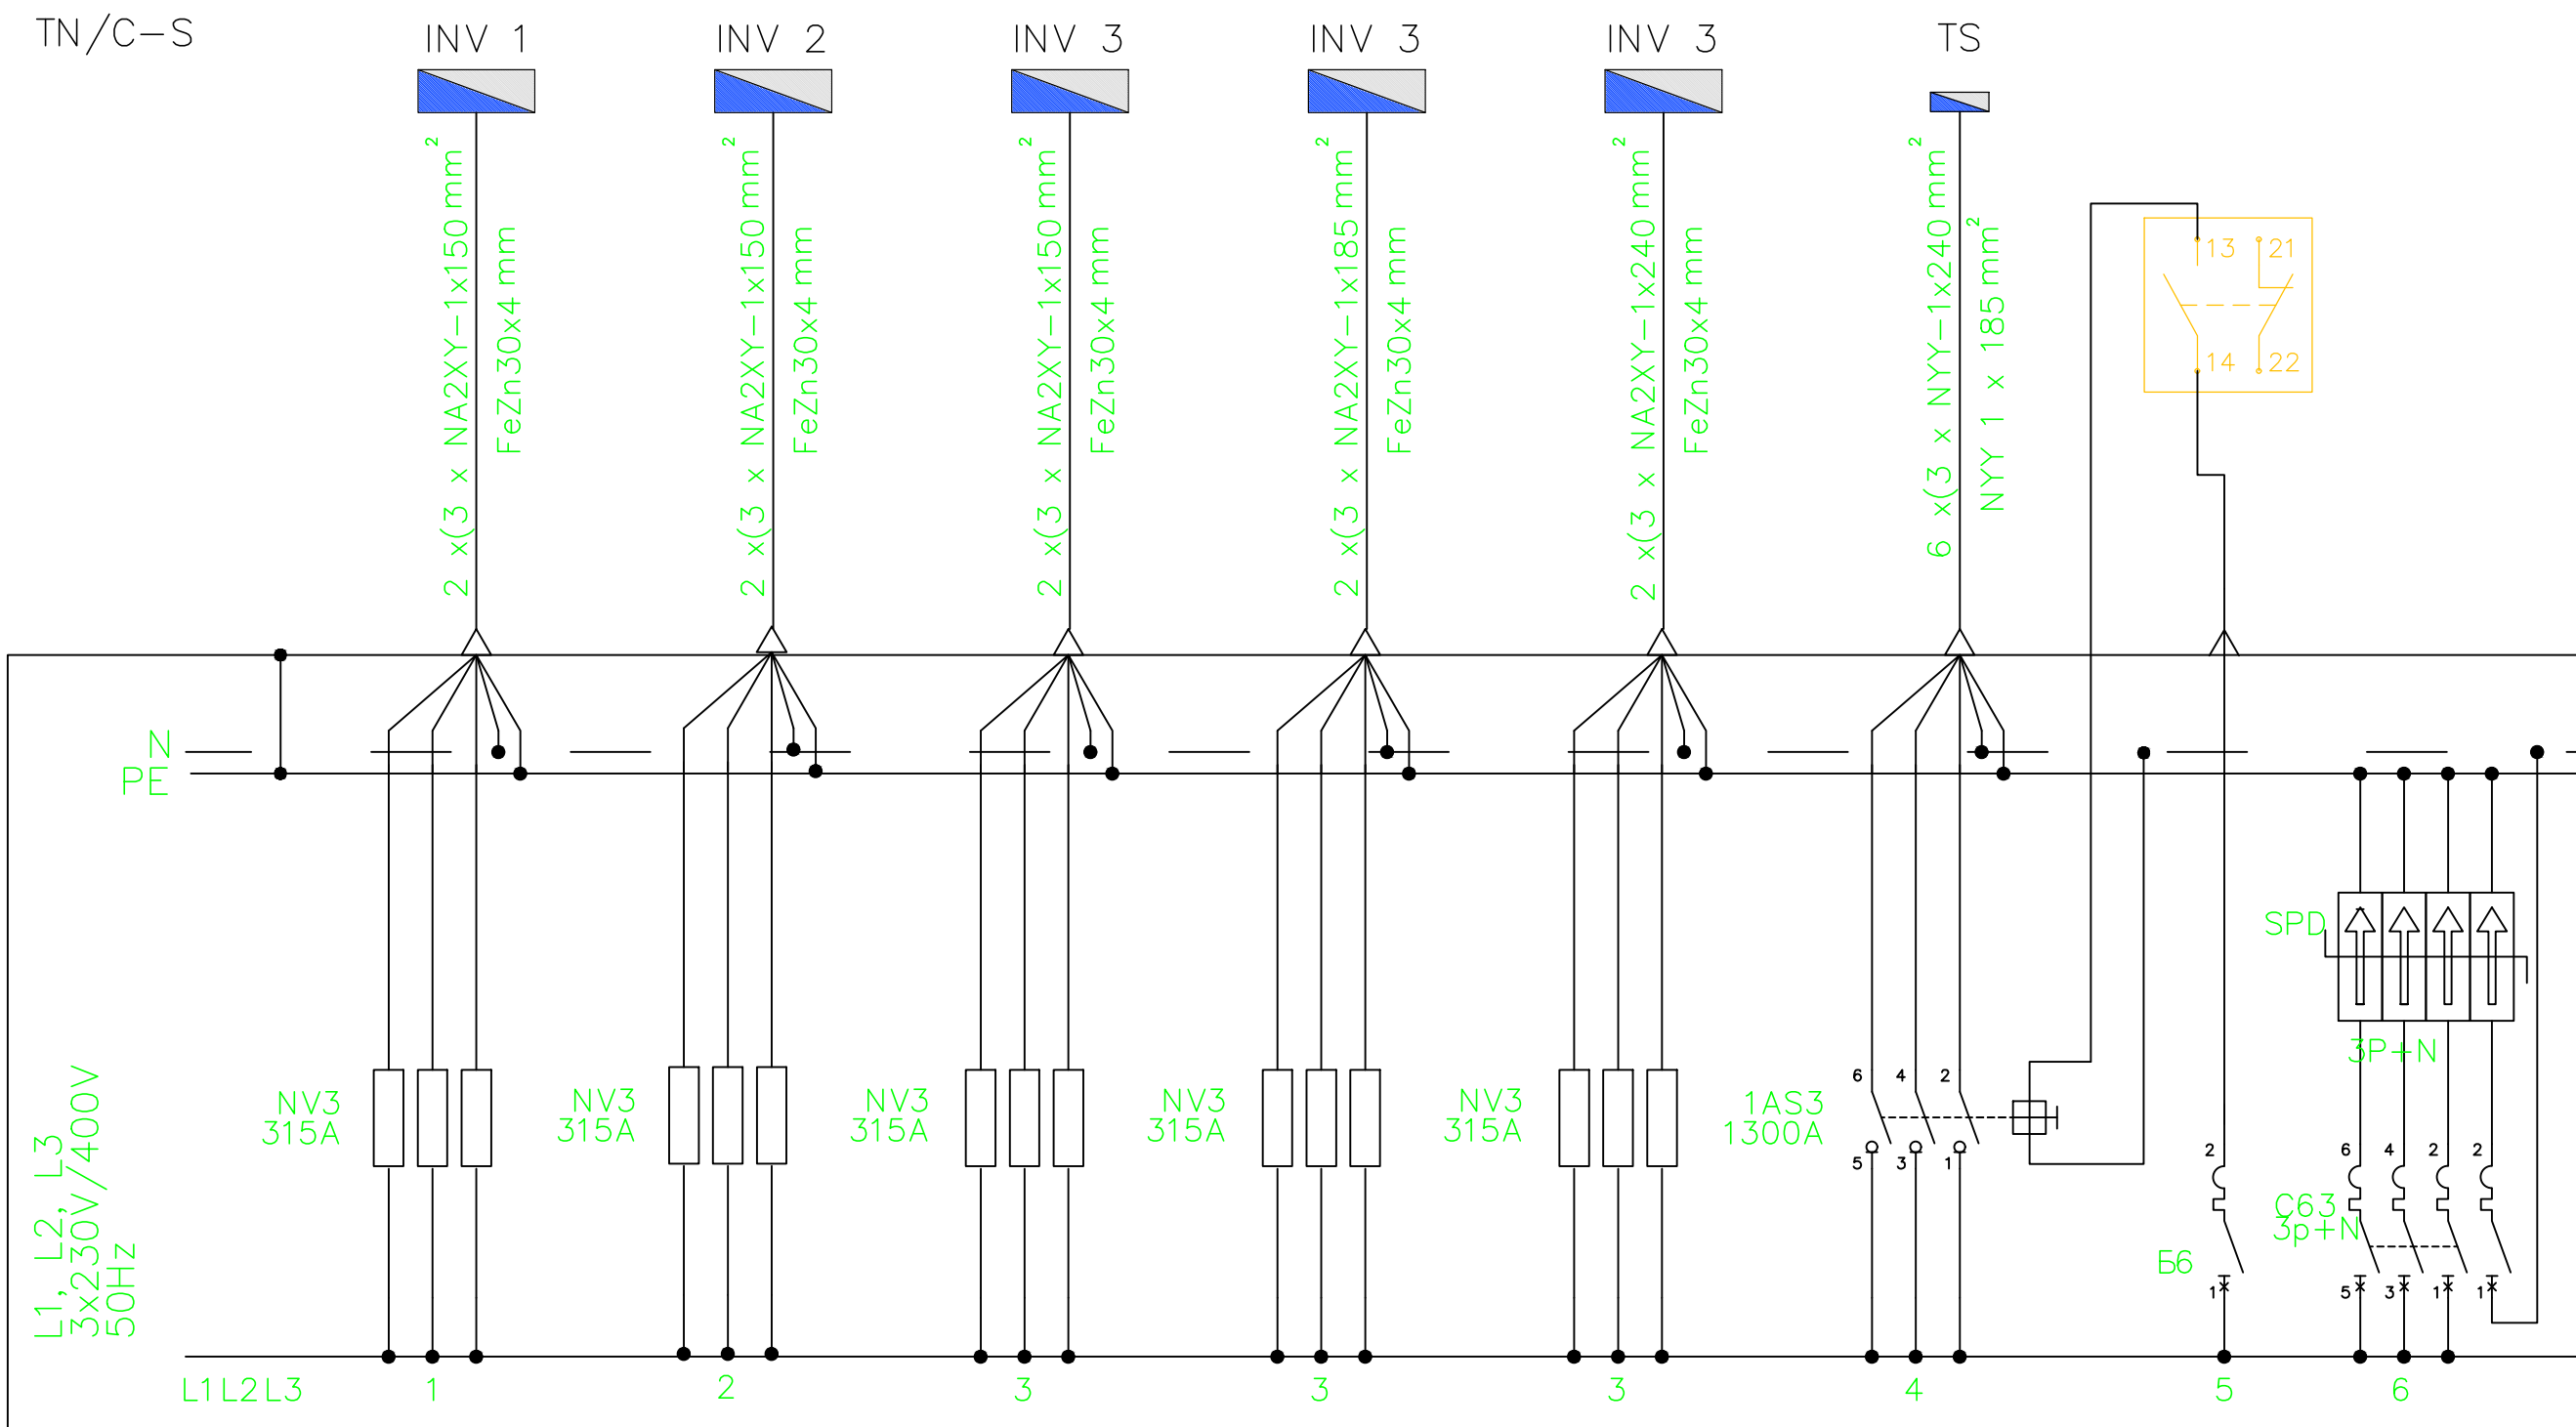 TN/C-S
INV 1
INV 2
INV 3
INV 3
INV 3
TS
2 x(3 x NA2XY-1x150 mm²
FeZn30x4 mm
2 x(3 x NA2XY-1x150 mm²
FeZn30x4 mm
2 x(3 x NA2XY-1x150 mm²
FeZn30x4 mm
2 x(3 x NA2XY-1x185 mm²
FeZn30x4 mm
2 x(3 x NA2XY-1x240 mm²
FeZn30x4 mm
6 x(3 x NYY-1x240 mm²
NYY 1 x 185 mm²
13 21
14 22
N
PE
SPD
3P+N
NV3
315A
NV3
315A
NV3
315A
NV3
315A
NV3
315A
1AS3
1300A
6 4 2
5 3 1
2
Б6
1
6 4 2 2
C63
3p+N
5 3 1 1
L1, L2, L3
3x230V/400V
50Hz
L1 L2 L3
1
2
3
3
3
4
5
6